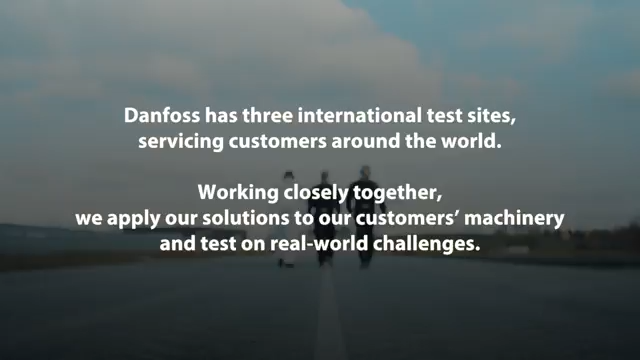 Danfoss has three international test sites,
servicing customers around the world.
Working closely together,
we apply our solutions to our customers’ machinery
and test on real-world challenges.